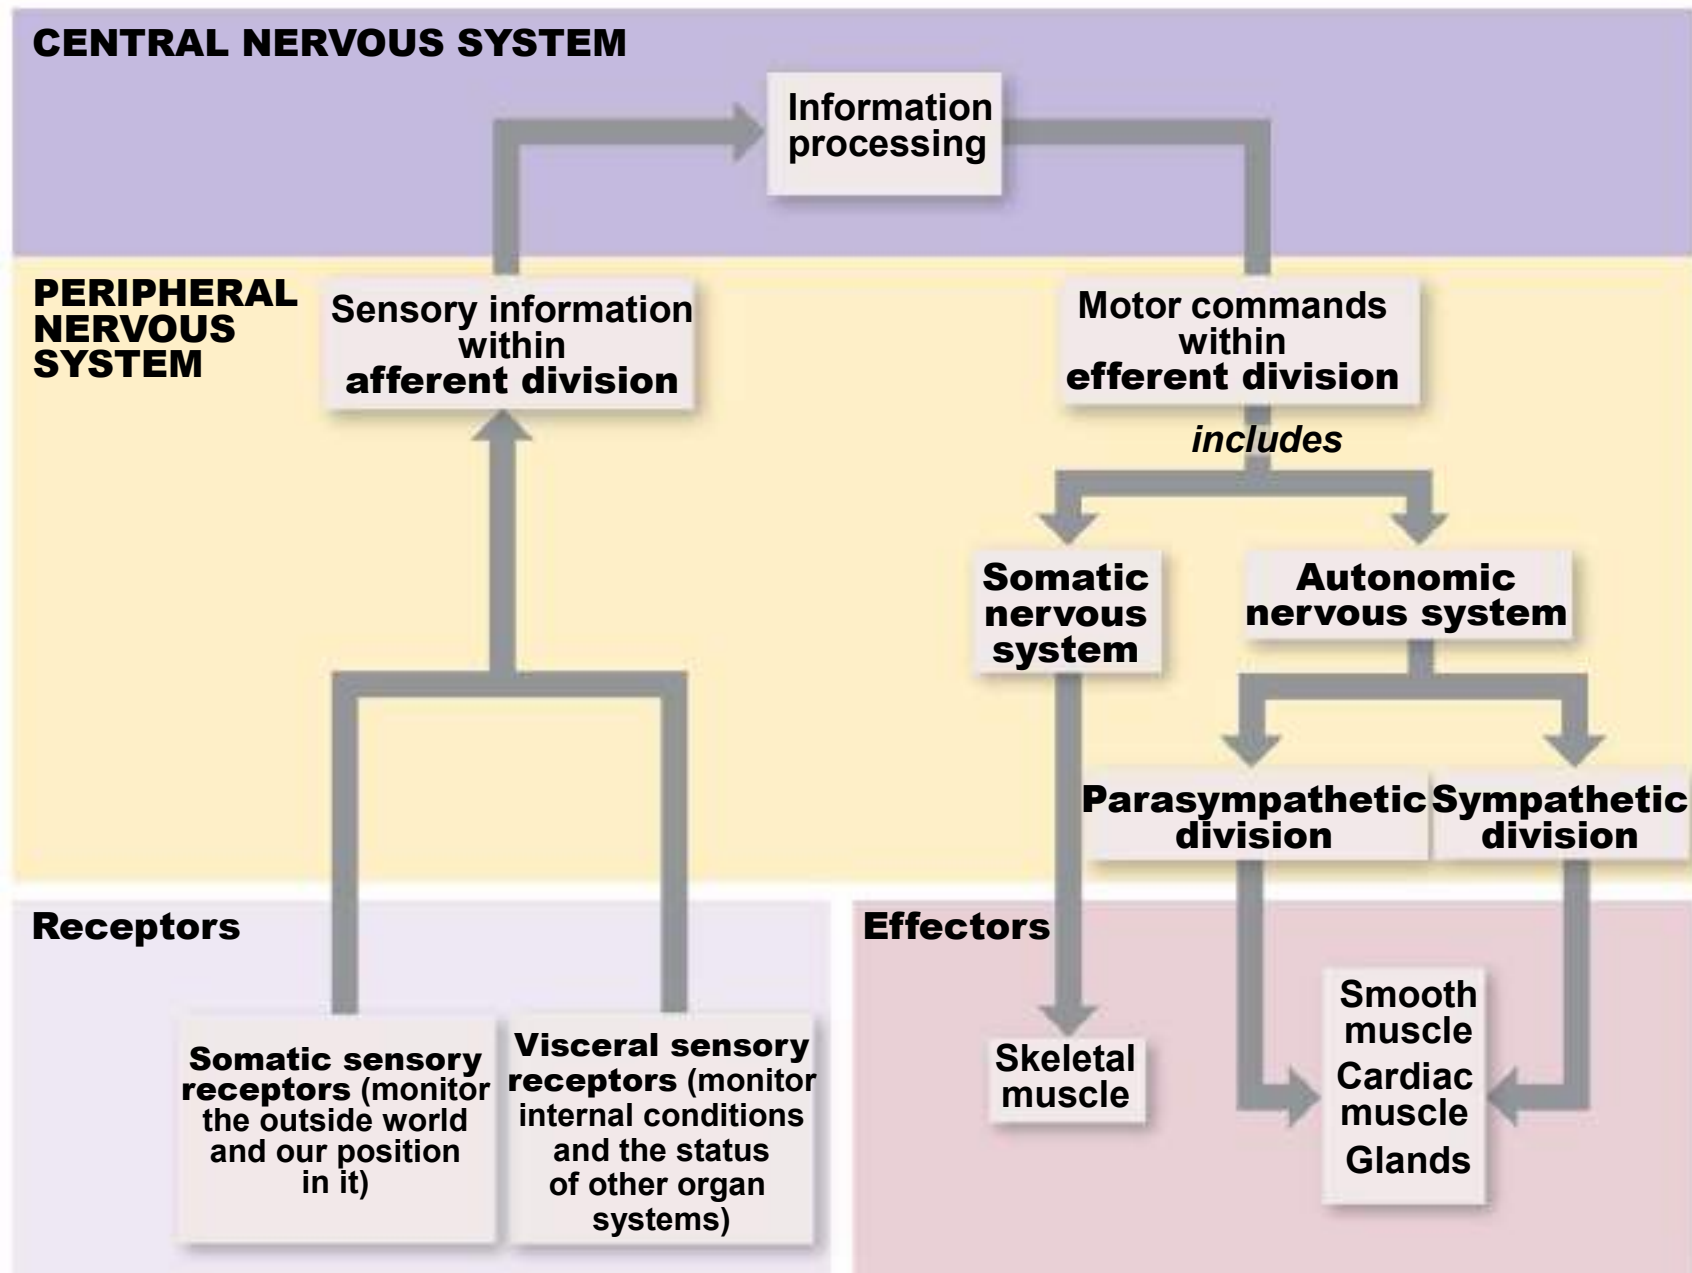 CENTRAL NERVOUS SYSTEM
Information
processing
PERIPHERAL
NERVOUS
SYSTEM
Sensory information
within
afferent division
Motor commands
within
efferent division
includes
Somatic
nervous
system
Autonomic
nervous system
Parasympathetic
division
Sympathetic
division
Receptors
Somatic sensory
receptors (monitor
the outside world
and our position
in it)
Visceral sensory
receptors (monitor
internal conditions
and the status
of other organ
systems)
Effectors
Skeletal
muscle
Smooth
muscle
Cardiac
muscle
Glands